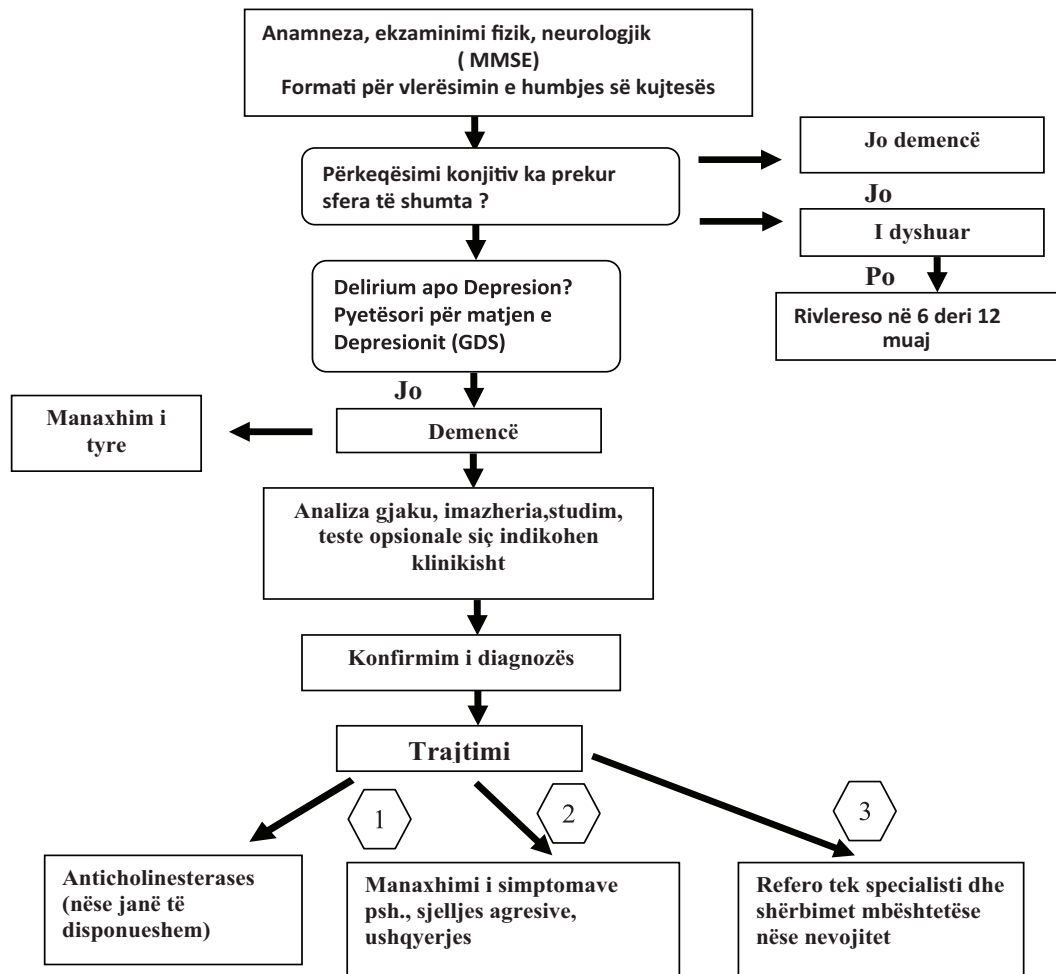 Anamneza, ekzaminimi fizik, neurologjik
( MMSE)
Formati për vlerësimin e humbjes së kujtesës
Përkeqësimi konjitiv ka prekur
sfera të shumta ?
Jo demencë
Jo
I dyshuar
Po
Rivlereso në 6 deri 12
muaj
Delirium apo Depresion?
Pyetësori për matjen e
Depresionit (GDS)
Jo
Manaxhim i
tyre
Demencë
Analiza gjaku, imazheria,studim,
teste opsionale siç indikohen
klinikisht
Konfirmim i diagnozës
Trajtimi
1
2
3
Anticholinesterases
(nëse janë të
disponueshem)
Manaxhimi i simptomave
psh., sjelljes agresive,
ushqyerjes
Refero tek specialisti dhe
shërbimet mbështetëse
nëse nevojitet